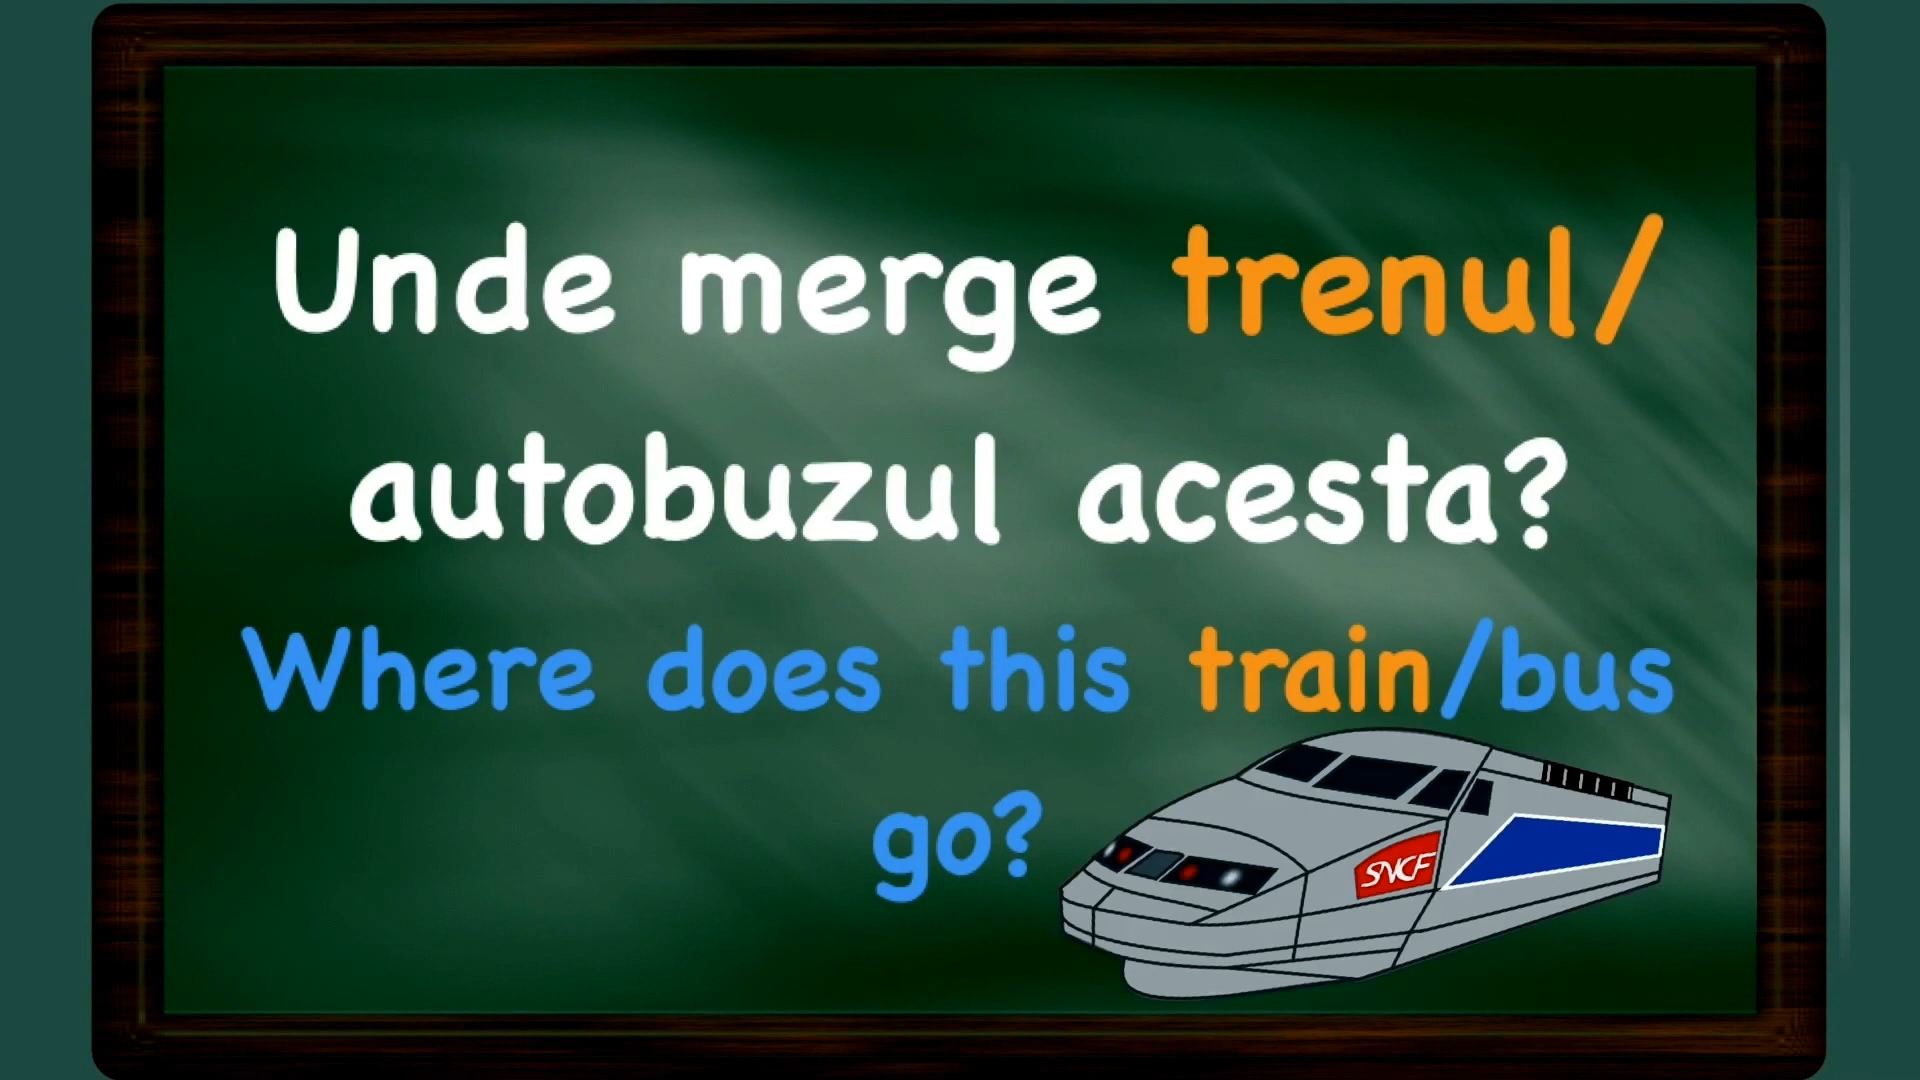 Unde merge trenul/
autobuzul acesta?
Where does this train/bus
go?
SNCF